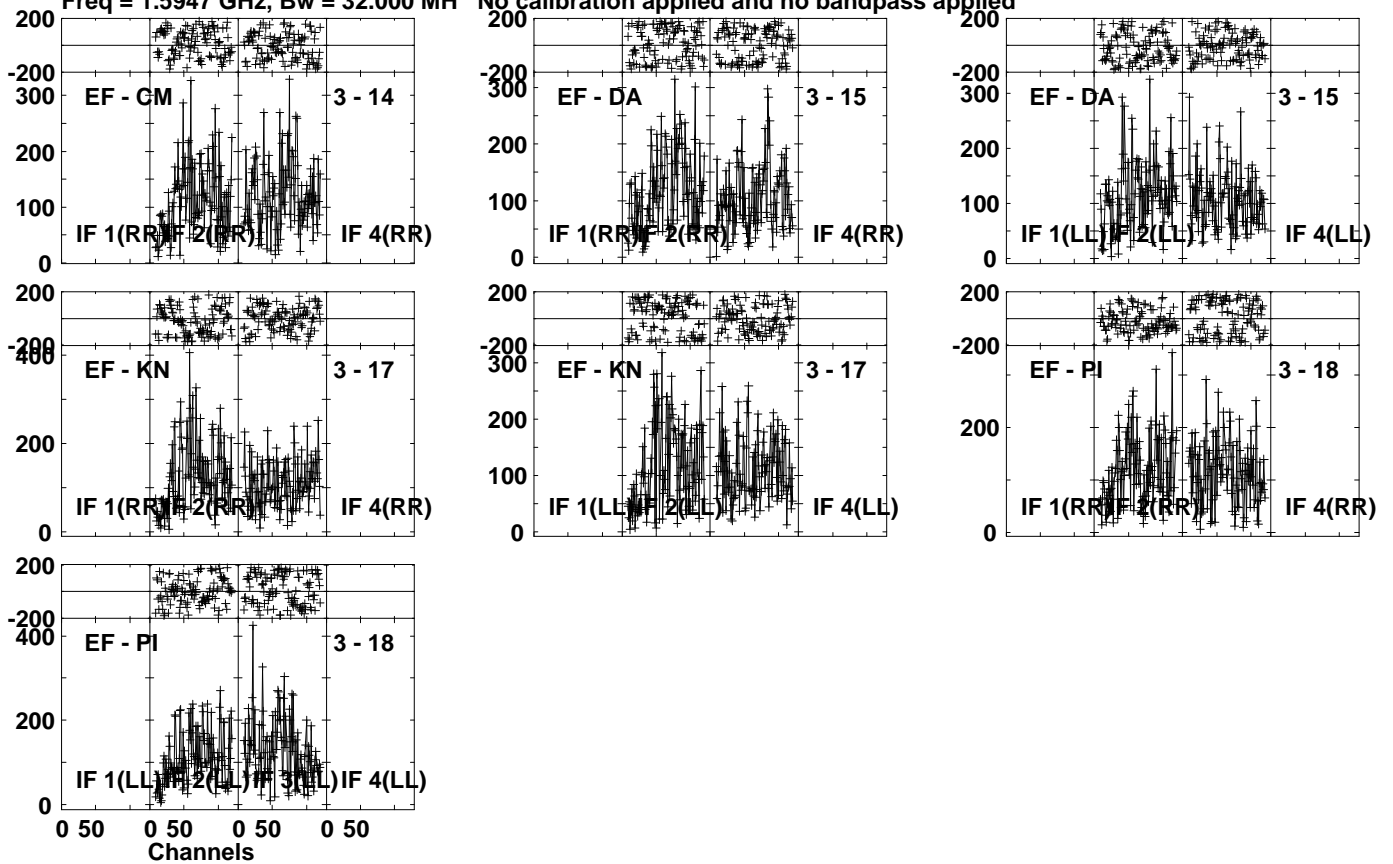 Freq = 1.5947 GHz, Bw = 32.000 MH No calibration applied and no bandpass applied
200 200 200
-200 -200 -200
EF - CM 3 - 14 EF - DA 3 - 15 EF - DA 3 - 15
300 300 300
200 200 200
100 100 100
IF 1(RR) IF 2(RR) IF 4(RR) IF 1(RR) IF 2(RR) IF 4(RR) IF 1(LL) IF 2(LL) IF 4(LL)
0 0 0
200 200 200
-200 -200 -200
400 300
EF - KN 3 - 17 EF - KN 3 - 17 EF - PI 3 - 18
200 200 200
100
IF 1(RR) IF 2(RR) IF 4(RR) IF 1(LL) IF 2(LL) IF 4(LL) IF 1(RR) IF 2(RR) IF 4(RR)
0 0 0
200
-200
400
EF - PI 3 - 18
200
IF 1(LL) IF 2(LL) IF 3(LL) IF 4(LL)
0
0 50 0 50 0 50 0 50
Channels